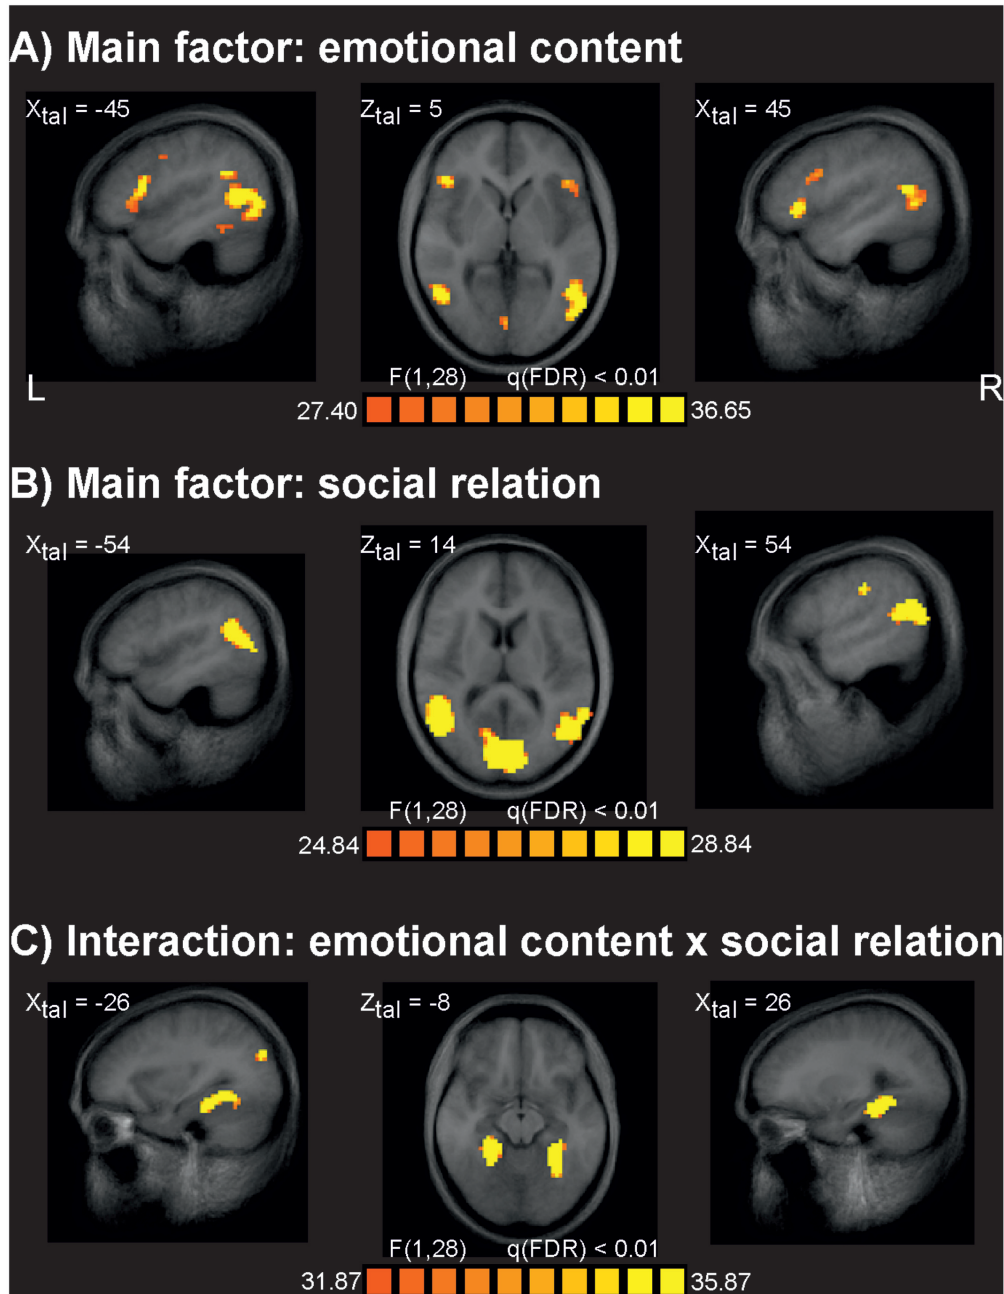 A) Main factor: emotional content
Xtal = -45
Ztal = 5
Xtal = 45
L
R
F(1,28) q(FDR) < 0.01
27.40
36.65
B) Main factor: social relation
Xtal = -54
Ztal = 14
Xtal = 54
F(1,28) q(FDR) < 0.01
24.84
28.84
C) Interaction: emotional content x social relation
Xtal = -26
Ztal = -8
Xtal = 26
F(1,28) q(FDR) < 0.01
31.87
35.87